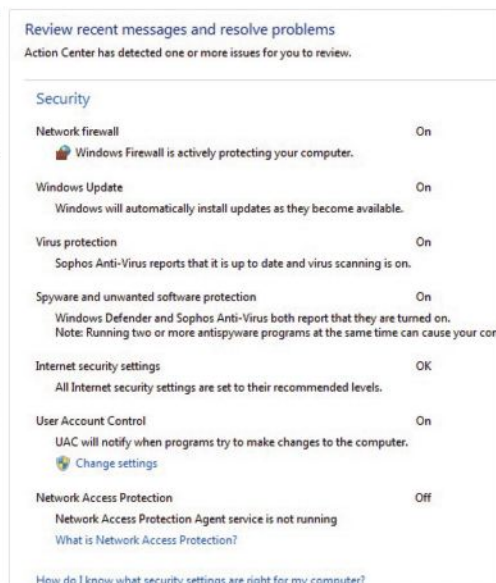 Review recent messages and resolve problems
Action Center has detected one or more issues for you to review.
Security
Network firewall On
Windows Firewall is actively protecting your computer.
Windows Update On
Windows will automatically install updates as they become available.
Virus protection On
Sophos Anti-Virus reports that it is up to date and virus scanning is on.
Spyware and unwanted software protection On
Windows Defender and Sophos Anti-Virus both report that they are turned on.
Note: Running two or more antispyware programs at the same time can cause your
Internet security settings OK
All Internet security settings are set to their recommended levels.
User Account Control On
UAC will notify when programs try to make changes to the computer.
Change settings
Network Access Protection Off
Network Access Protection Agent service is not running
What is Network Access Protection?
How do I know what security settings are right for my computer?